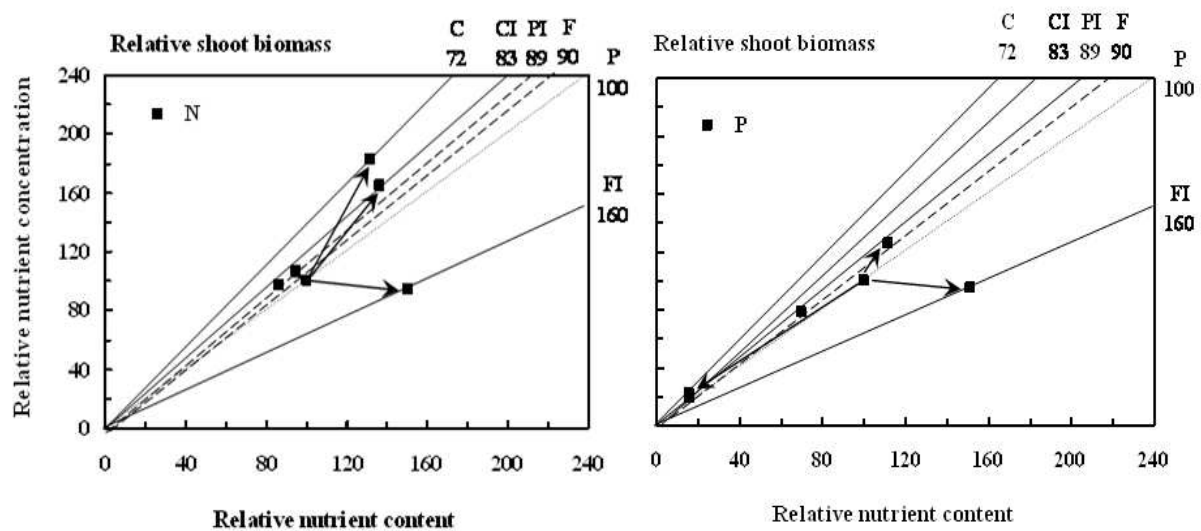 C CI PI F
Relative shoot biomass 72 83 89 90 P
100
240
200
160
120
80
40
0
N
FI
160
Relative nutrient concentration
0 40 80 120 160 200 240
Relative nutrient content
C CI PI F
Relative shoot biomass 72 83 89 90 P
100
P
FI
160
0 40 80 120 160 200 240
Relative nutrient content